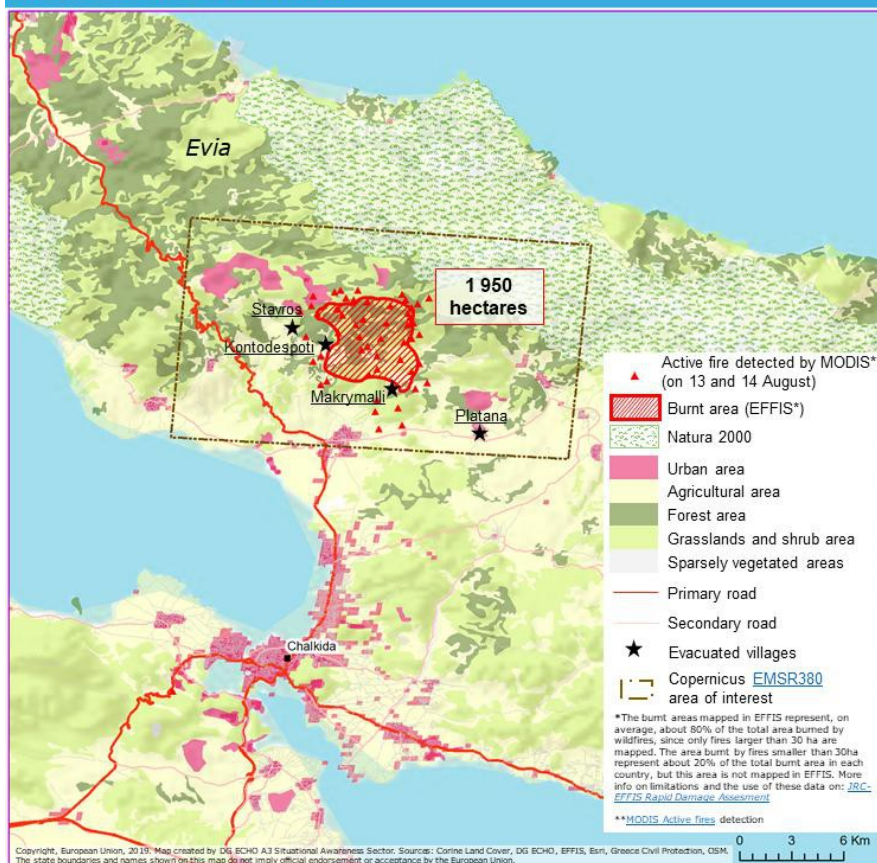 Evia
1 950
hectares
Stavros
Kontodespoti
Makrymalli
Platana
Chalkida
Active fire detected by MODIS*
(on 13 and 14 August)
Burnt area (EFFIS*)
Natura 2000
Urban area
Agricultural area
Forest area
Grasslands and shrub area
Sparsely vegetated areas
Primary road
Secondary road
Evacuated villages
Copernicus EMSR380
area of interest
*The burnt areas mapped in EFFIS represent, on
average, about 80% of the total area burned by
wildfires, since only fires larger than 30 ha are
mapped. The area burnt by fires smaller than 30ha
represent about 20% of the total burnt area in each
country, but this area is not mapped in EFFIS. More
info on limitations and the use of these data on: JRC-
EFFIS Rapid Damage Assesment
**MODIS Active fires detection
0 3 6 Km
Copyright, European Union, 2019. Map created by DG ECHO A3 Situational Awareness Sector. Sources: Corine Land Cover, DG ECHO, EFFIS, Esri, Greece Civil Protection, OSM.
The state boundaries and names shown on this map do not imply official endorsement or acceptance by the European Union.